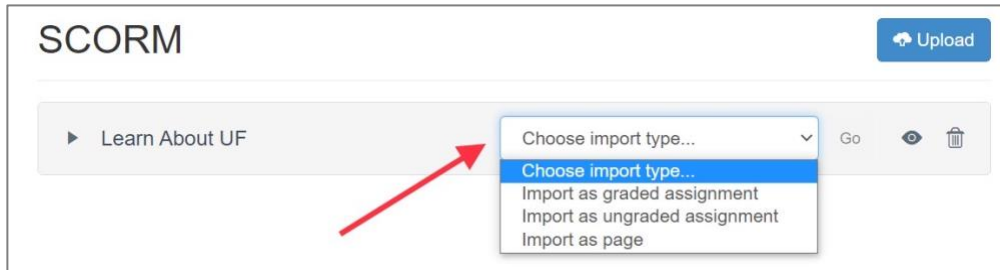 SCORM
Upload
Learn About UF
Choose import type...
Go
Choose import type...
Import as graded assignment
Import as ungraded assignment
Import as page